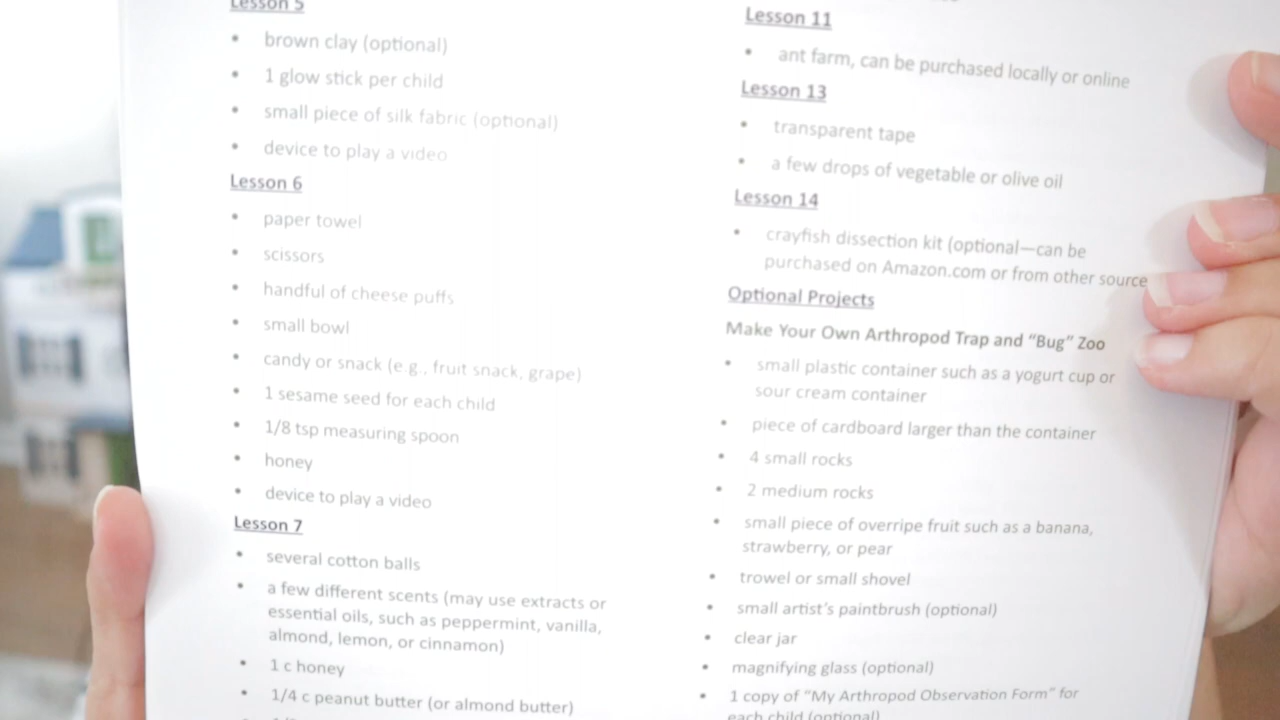 Lesson 5
• brown clay (optional)
• 1 glow stick per child
• small piece of silk fabric (optional)
• device to play a video
Lesson 6
• paper towel
• scissors
• handful of cheese puffs
• small bowl
• candy or snack (e.g., fruit snack, grape)
• 1 sesame seed for each child
• 1/8 tsp measuring spoon
• honey
• device to play a video
Lesson 7
• several cotton balls
• a few different scents (may use extracts or
essential oils, such as peppermint, vanilla,
almond, lemon, or cinnamon)
• 1 c honey
• 1/4 c peanut butter (or almond butter)
Lesson 11
• ant farm, can be purchased locally or online
Lesson 13
• transparent tape
• a few drops of vegetable or olive oil
Lesson 14
• crayfish dissection kit (optional—can be
purchased on Amazon.com or from other source
Optional Projects
Make Your Own Arthropod Trap and "Bug" Zoo
• small plastic container such as a yogurt cup or
sour cream container
• piece of cardboard larger than the container
• 4 small rocks
• 2 medium rocks
• small piece of overripe fruit such as a banana,
strawberry, or pear
• trowel or small shovel
• small artist's paintbrush (optional)
• clear jar
• magnifying glass (optional)
• 1 copy of "My Arthropod Observation Form" for
each child (optional)